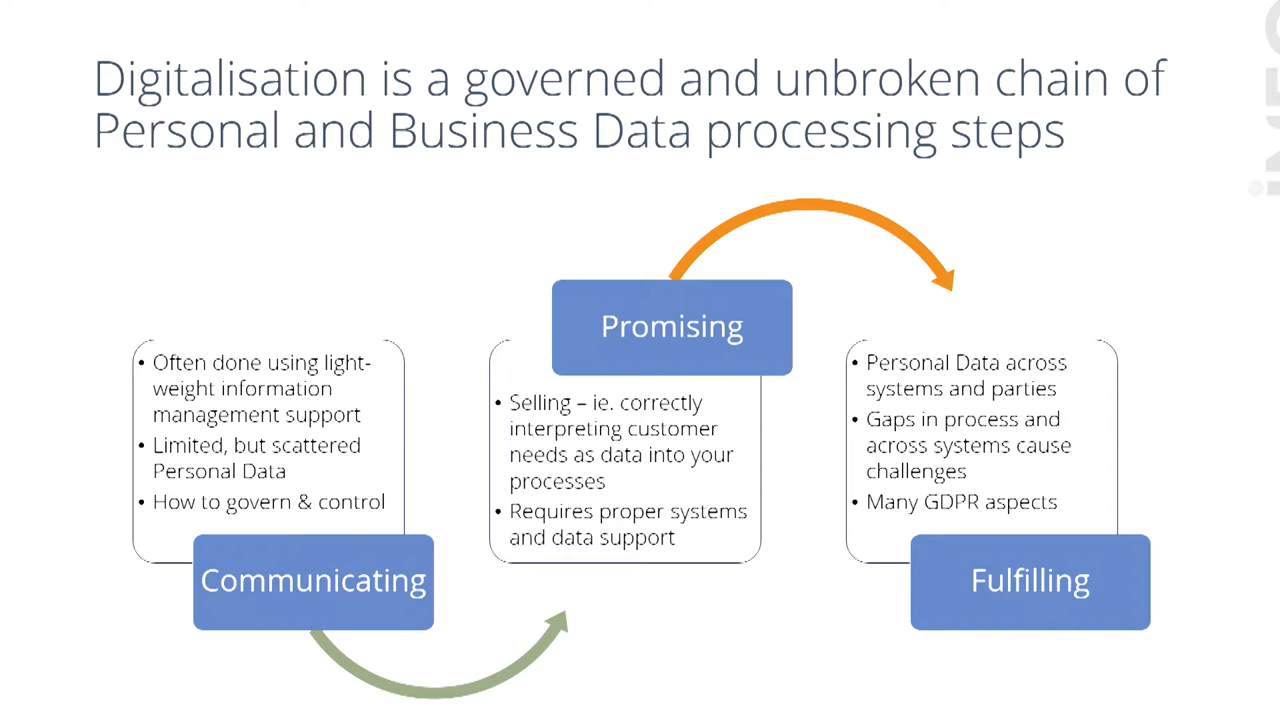 Digitalisation is a governed and unbroken chain of
Personal and Business Data processing steps
• Often done using light-
weight information
management support
• Limited, but scattered
Personal Data
• How to govern & control
Communicating
Promising
• Selling – ie. correctly
interpreting customer
needs as data into your
processes
• Requires proper systems
and data support
• Personal Data across
systems and parties
• Gaps in process and
across systems cause
challenges
• Many GDPR aspects
Fulfilling